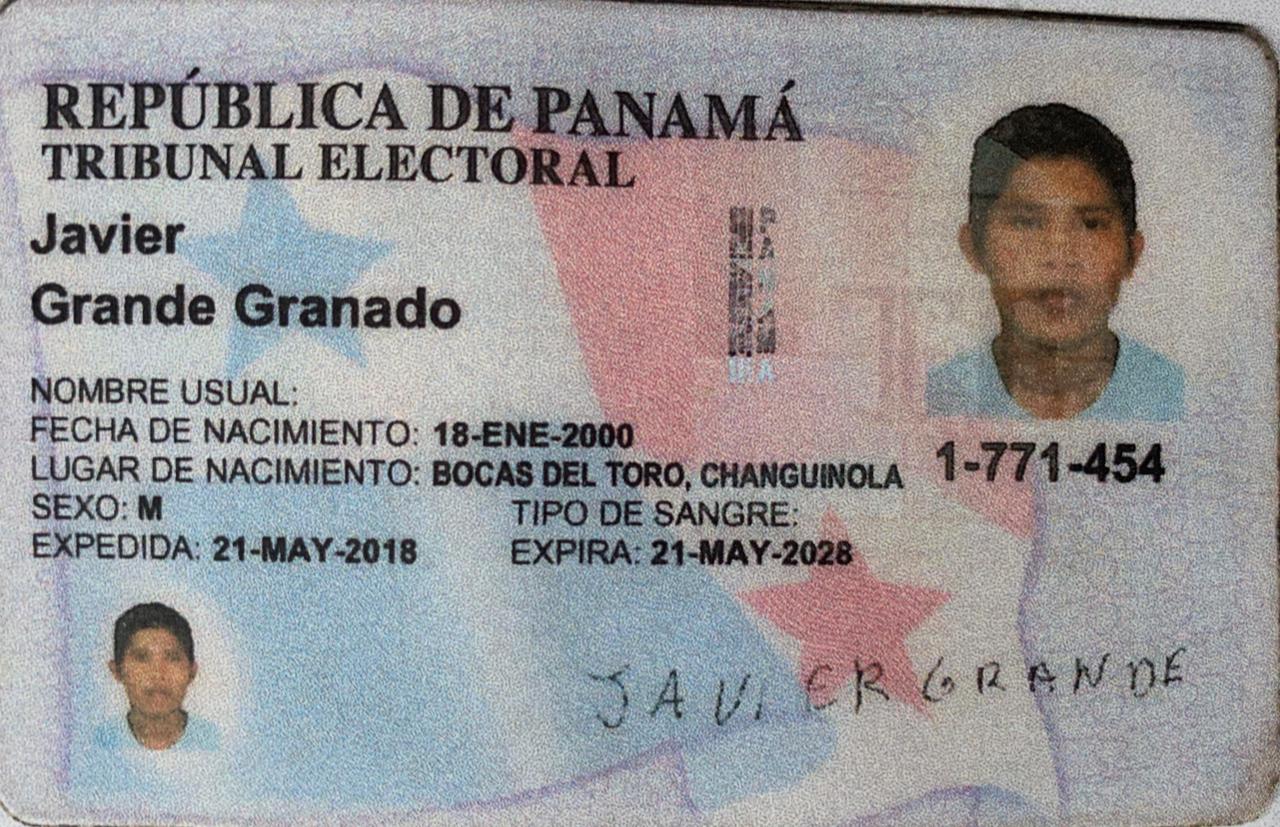 REPÚBLICA DE PANAMÁ
TRIBUNAL ELECTORAL
Javier
Grande Granado
NOMBRE USUAL:
FECHA DE NACIMIENTO: 18-ENE-2000
LUGAR DE NACIMIENTO: BOCAS DEL TORO, CHANGUINOLA
SEXO: M TIPO DE SANGRE:
EXPEDIDA: 21-MAY-2018 EXPIRA: 21-MAY-2028
1-771-454
JAVIER GRANDE